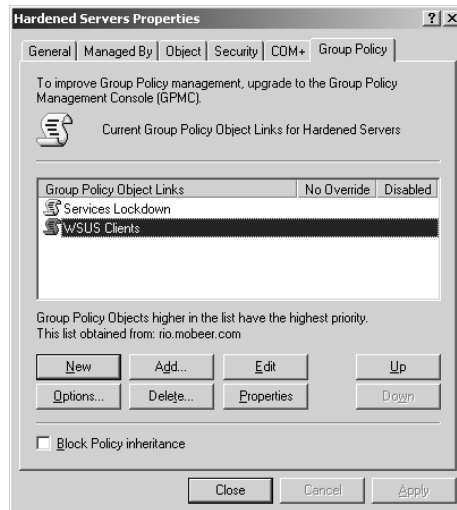 Hardened Servers Properties
General Managed By Object Security COM+ Group Policy
To improve Group Policy management, upgrade to the Group Policy
Management Console (GPMC).
Current Group Policy Object Links for Hardened Servers
Group Policy Object Links No Override Disabled
Services Lockdown
WSUS Clients
Group Policy Objects higher in the list have the highest priority.
This list obtained from: rio.mobeer.com
New Add... Edit Up
Options... Delete... Properties Down
Block Policy inheritance
Close Cancel Apply